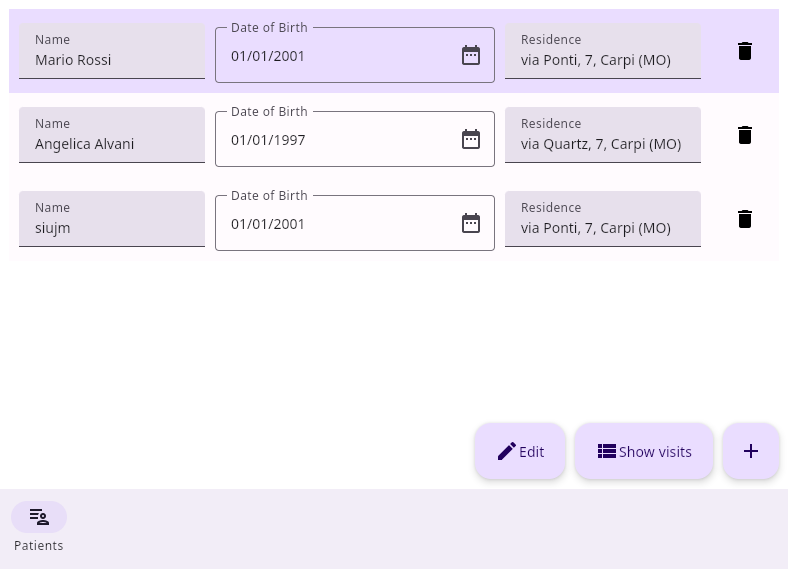 Name
Mario Rossi
Date of Birth
01/01/2001
Residence
via Ponti, 7, Carpi (MO)
Name
Angelica Alvani
Date of Birth
01/01/1997
Residence
via Quartz, 7, Carpi (MO)
Name
siujm
Date of Birth
01/01/2001
Residence
via Ponti, 7, Carpi (MO)
Edit
Show visits
Patients